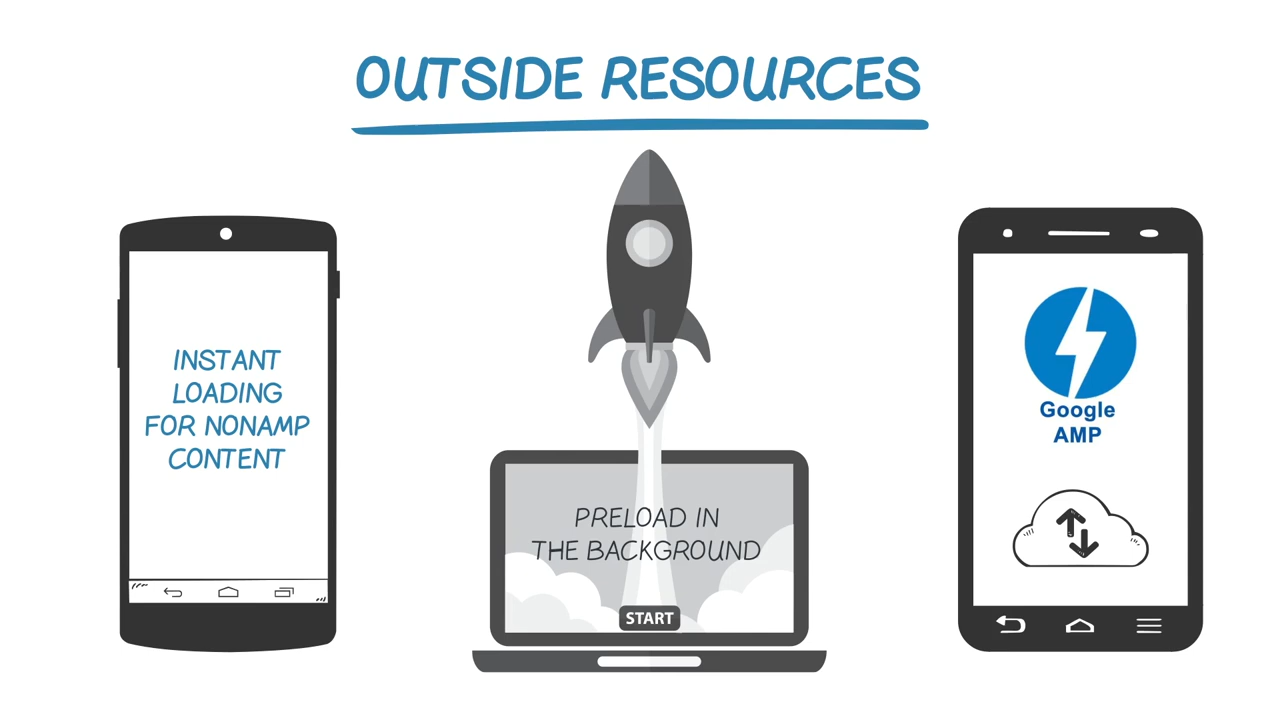 OUTSIDE RESOURCES
INSTANT
LOADING
FOR NONAMP
CONTENT
PRELOAD IN
THE BACKGROUND
START
Google
AMP